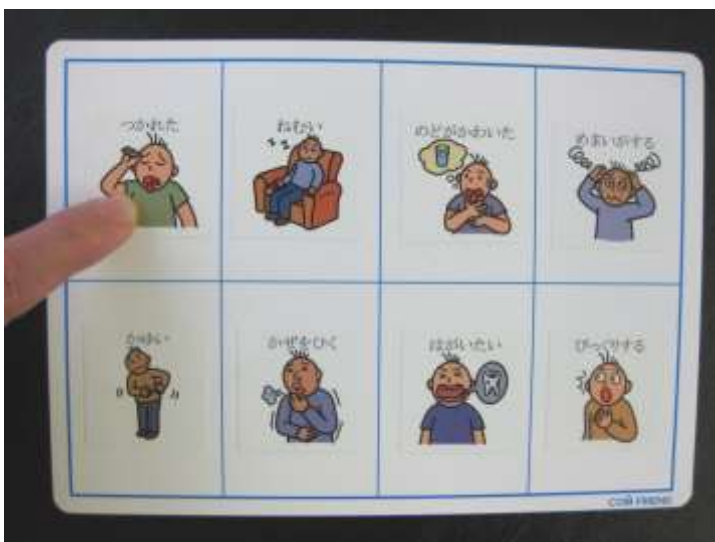 つかれた
ねむい
のどがかわいた
めまいがする
かゆい
かぜをひく
はがいたい
びっくりする